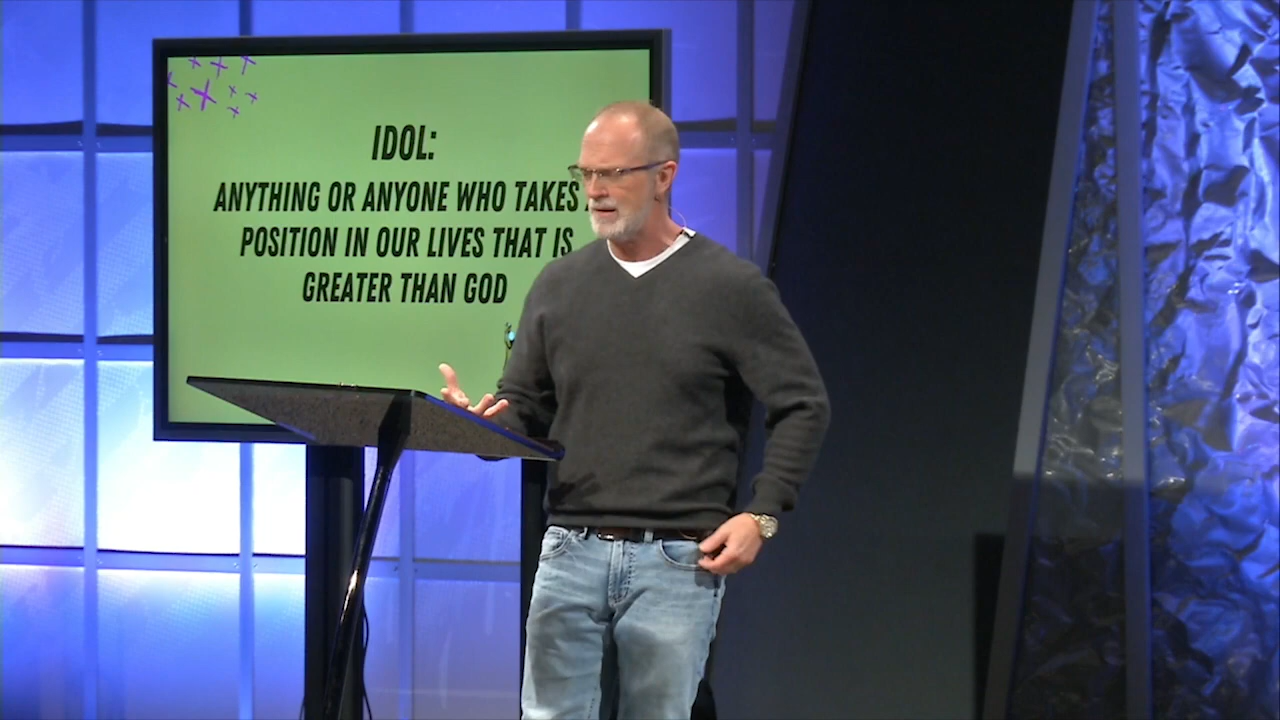 IDOL:
ANYTHING OR ANYONE WHO TAKES
POSITION IN OUR LIVES THAT IS
GREATER THAN GOD